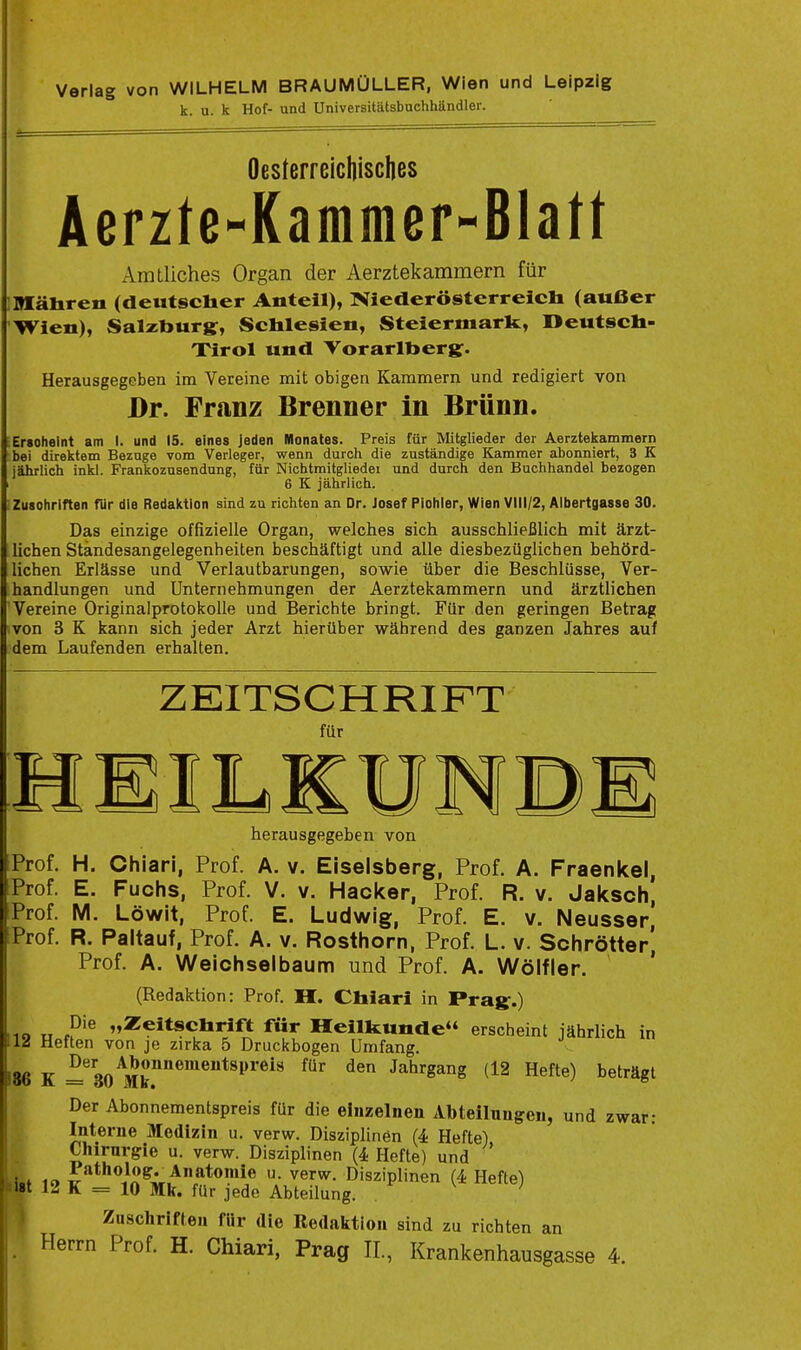 Verlag von WILHELM BRAUMÜLLER, Wien und Leipzig
k. u. k Hof- und Universitätsbuchhändler.
Oesterreichisches
Aerzte-Kammer-Blatt
Amtliches Organ der Aerztekammern für
Mähren (deutscher Anteil), Niederösterreich (außer
Wien), Salzburg, Schlesien, Steiermark, Deutsch-
Tirol und Vorarlberg.
Herausgegeben im Vereine mit obigen Kammern und redigiert von
Dr. Franz Brenner in Brünn.
Erscheint am 1. und 15. eines jeden Monates. Preis für Mitglieder der Aerztekammern
bei direktem Bezuge vom Verleger, wenn durch die zuständige Kammer abonniert, 3 K
jährlich inkl. Frankozusendung, für Nichtmitglieder und durch den Buchhandel bezogen
6 K jährlich.
Zuschriften für die Redaktion sind zu richten an Dr. Josef Piohler, Wien VIII/2, Albertgasse 30.
Das einzige offizielle Organ, welches sich ausschließlich mit ärzt-
lichen Standesangelegenheiten beschäftigt und alle diesbezüglichen behörd-
lichen Erlässe und Verlautbarungen, sowie über die Beschlüsse, Ver-
handlungen und Unternehmungen der Aerztekammern und ärztlichen
Vereine Originalprotokolle und Berichte bringt. Für den geringen Betrag
von 3 K kann sich jeder Arzt hierüber während des ganzen Jahres auf
dem Laufenden erhalten.
ZEITSCHRIFT
für
HEILKUNDE
herausgegeben von
Prof. H. Chiari, Prof. A. v. Eiselsberg, Prof. A. Fraenkel,
Prof. E. Fuchs, Prof. V. v. Hacker, Prof. R. v. Jaksch,
Prof. M. Löwit, Prof. E. Ludwig, Prof. E. v. Neusser,
Prof. R. Paltauf, Prof. A. v. Rosthorn, Prof. L. v. Schrötter,
Prof. A. Weichselbaum und Prof. A. Wölfler.
(Redaktion: Prof. H. Chiari in Prag.)
Die „Zeitschrift für Heilkunde“ erscheint jährlich in
12 Heften von je zirka 5 Druckbogen Umfang.
Der Abonnementspreis für den Jahrgang (12 Hefte) beträgt
36 K = 30 Mk.
Der Abonnementspreis für die einzelnen Abteilungen, und zwar:
Interne Medizin u. verw. Disziplinen (4 Hefte),
Chirurgie u. verw. Disziplinen (4 Hefte) und
Patholog. Anatomie u. verw. Disziplinen (4 Hefte)
ist 12 K = 10 Mk. für jede Abteilung.
Zuschriften für die Redaktion sind zu richten an
Herrn Prof. H. Chiari, Prag II., Krankenhausgasse 4.